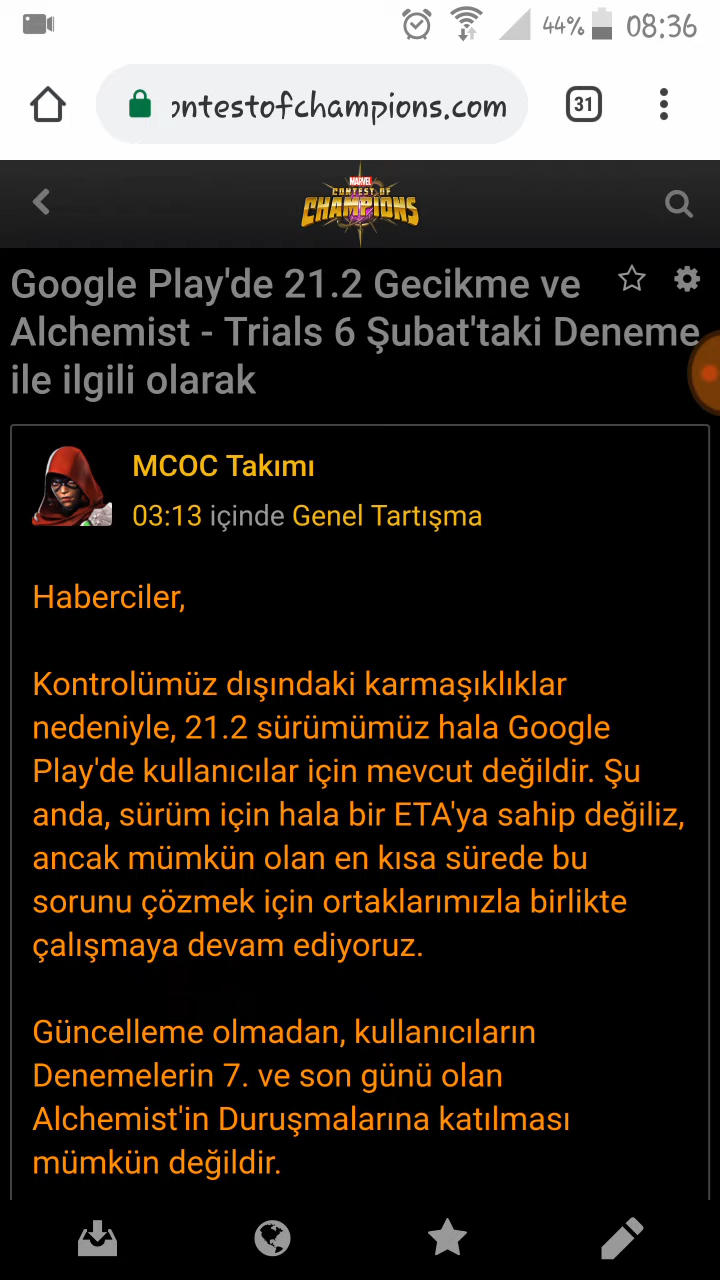 44% 08:36
ontestofchampions.com 31
MARVEL
CONTEST OF
CHAMPIONS
Google Play'de 21.2 Gecikme ve
Alchemist - Trials 6 Şubat'taki Deneme
ile ilgili olarak
MCOC Takımı
03:13 içinde Genel Tartışma
Haberciler,
Kontrolümüz dışındaki karmaşıklıklar
nedeniyle, 21.2 sürümümüz hala Google
Play'de kullanıcılar için mevcut değildir. Şu
anda, sürüm için hala bir ETA'ya sahip değiliz,
ancak mümkün olan en kısa sürede bu
sorunu çözmek için ortaklarımızla birlikte
çalışmaya devam ediyoruz.
Güncelleme olmadan, kullanıcıların
Denemelerin 7. ve son günü olan
Alchemist'in Duruşmalarına katılması
mümkün değildir.